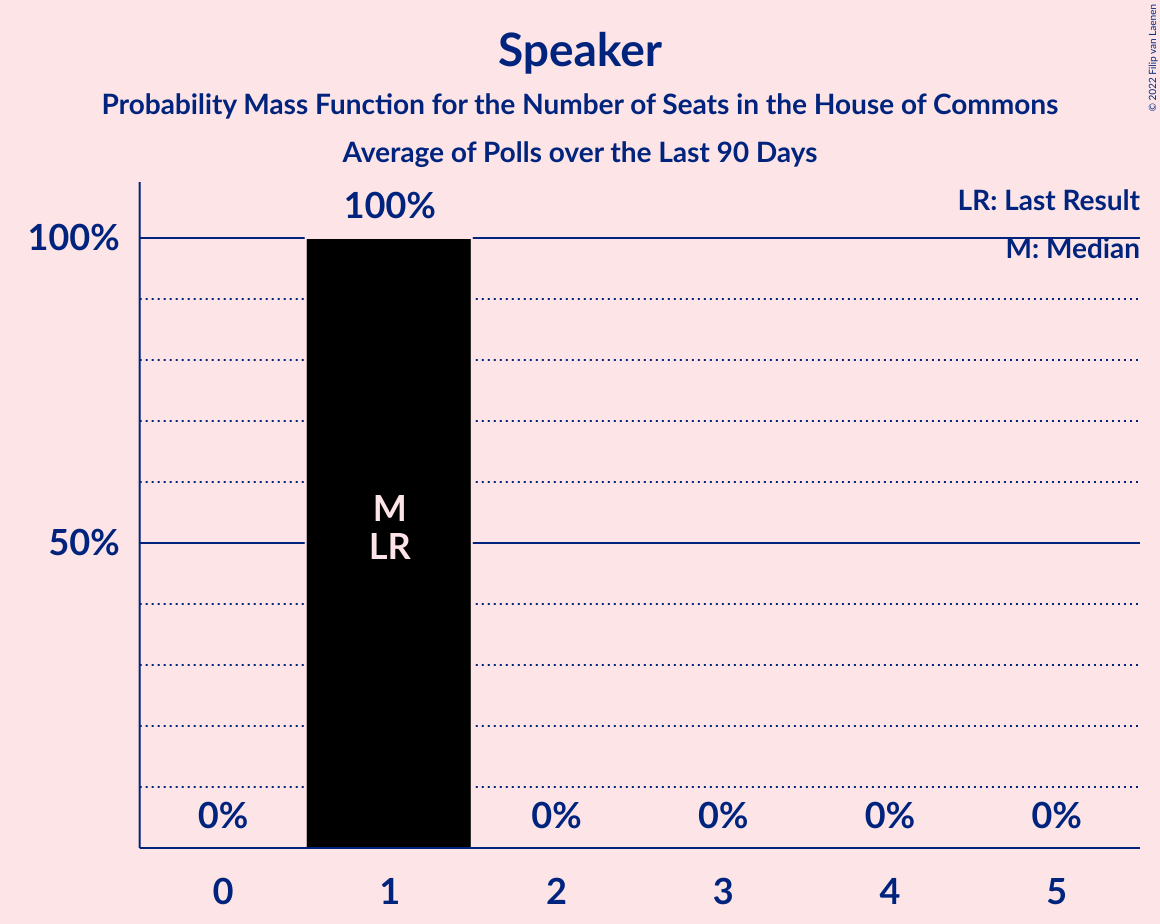 Speaker
Probability Mass Function for the Number of Seats in the House of Commons
Average of Polls over the Last 90 Days
© 2022 Filip van Laenen
LR: Last Result
M: Median
100%
100%
50%
M
LR
0%
0%
0%
0%
0%
0
1
2
3
4
5